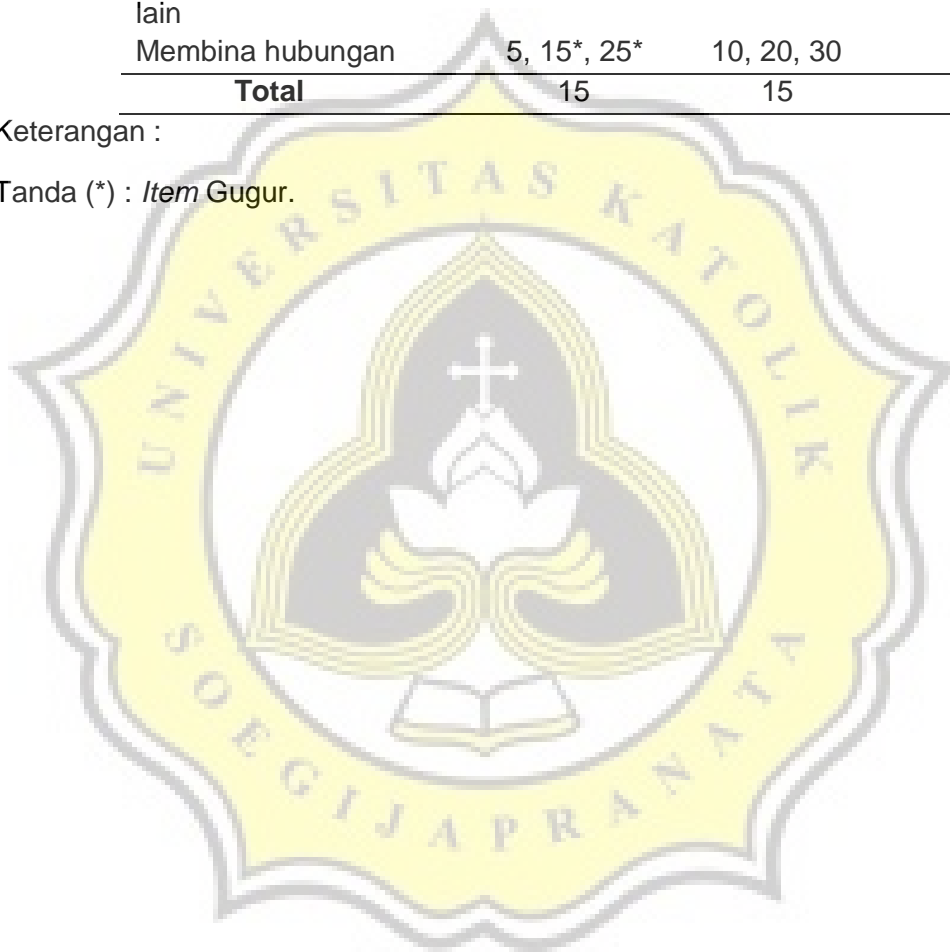 lain
Membina hubungan 5, 15*, 25* 10, 20, 30
Total 15 15
Keterangan :
Tanda (*) : Item Gugur.
UNIVERSITAS KATOLIK
SOEGIJAPRANATA